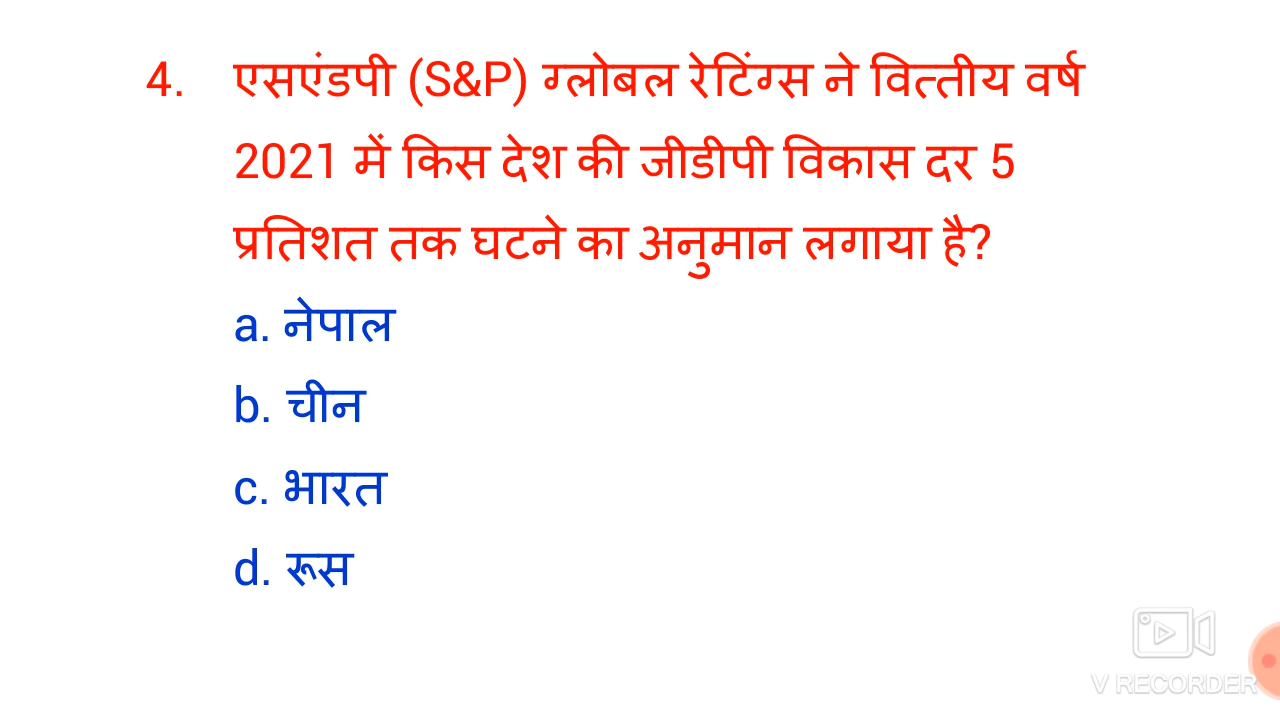 4. एसएंडपी (S&P) ग्लोबल रेटिंग्स ने वित्तीय वर्ष
2021 में किस देश की जीडीपी विकास दर 5
प्रतिशत तक घटने का अनुमान लगाया है?
a. नेपाल
b. चीन
c. भारत
d. रूस
V RECORDER